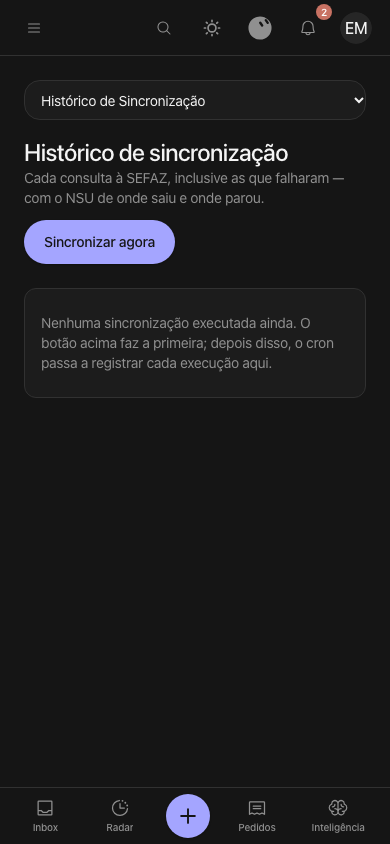 2
EM
Histórico de Sincronização
Histórico de sincronização
Cada consulta à SEFAZ, inclusive as que falharam —
com o NSU de onde saiu e onde parou.
Sincronizar agora
Nenhuma sincronização executada ainda. O
botão acima faz a primeira; depois disso, o cron
passa a registrar cada execução aqui.
Inbox
Radar
Pedidos
Inteligência